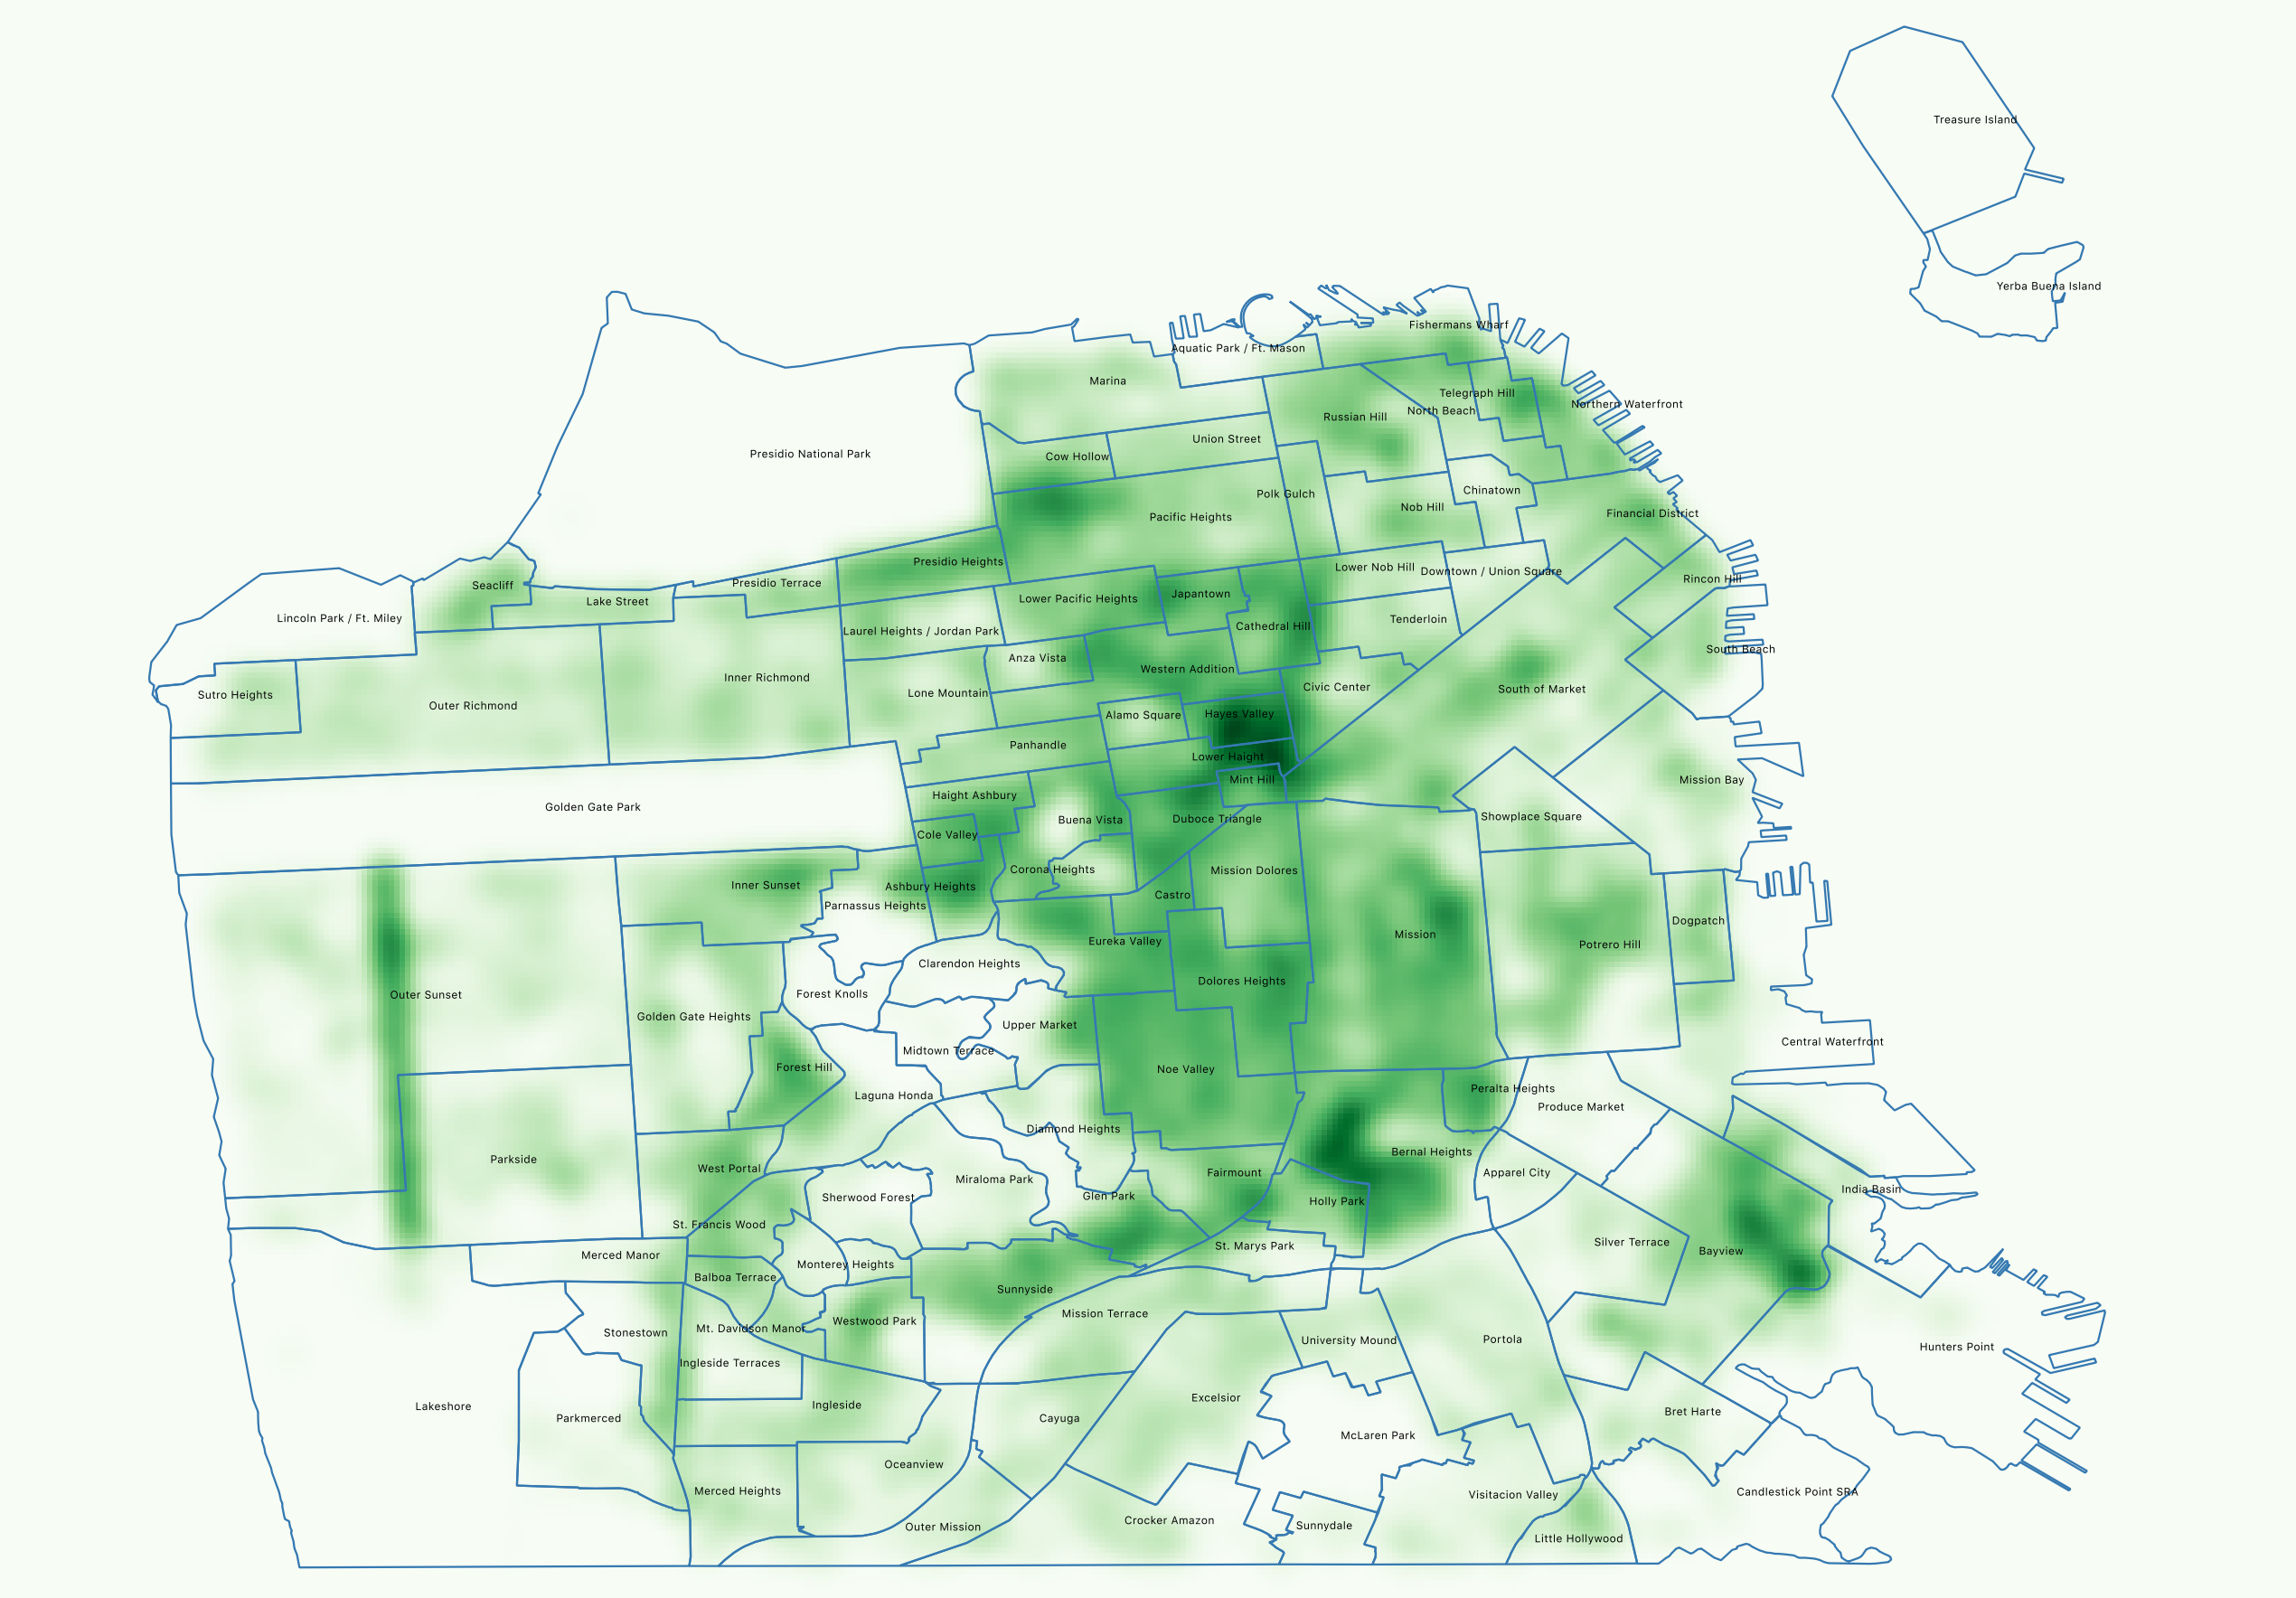 Treasure Island
Yerba Buena Island
Fishermans Wharf
Aquatic Park / Ft. Mason
Marina
Telegraph Hill
Northern Waterfront
North Beach
Russian Hill
Union Street
Presidio National Park
Cow Hollow
Polk Gulch
Chinatown
Nob Hill
Financial District
Pacific Heights
Presidio Heights
Lower Nob Hill
Downtown / Union Square
Rincon Hill
Presidio Terrace
Seacliff
Japantown
Lower Pacific Heights
Lake Street
Lincoln Park / Ft. Miley
Tenderloin
Cathedral Hill
Laurel Heights / Jordan Park
South Beach
Anza Vista
Western Addition
Inner Richmond
Civic Center
South of Market
Lone Mountain
Sutro Heights
Outer Richmond
Hayes Valley
Alamo Square
Panhandle
Lower Haight
Mint Hill
Mission Bay
Haight Ashbury
Golden Gate Park
Showplace Square
Buena Vista
Duboce Triangle
Cole Valley
Corona Heights
Mission Dolores
Inner Sunset
Ashbury Heights
Castro
Parnassus Heights
Dogpatch
Mission
Eureka Valley
Potrero Hill
Clarendon Heights
Dolores Heights
Outer Sunset
Forest Knolls
Golden Gate Heights
Upper Market
Central Waterfront
Midtown Terrace
Forest Hill
Noe Valley
Peralta Heights
Laguna Honda
Produce Market
Diamond Heights
Bernal Heights
Parkside
West Portal
Fairmount
Apparel City
Miraloma Park
India Basin
Sherwood Forest
Glen Park
Holly Park
St. Francis Wood
Silver Terrace
St. Marys Park
Bayview
Merced Manor
Monterey Heights
Balboa Terrace
Sunnyside
Mission Terrace
Westwood Park
Mt. Davidson Manor
Stonestown
University Mound
Portola
Hunters Point
Ingleside Terraces
Excelsior
Ingleside
Lakeshore
Bret Harte
Parkmerced
Cayuga
McLaren Park
Oceanview
Merced Heights
Candlestick Point SRA
Visitacion Valley
Crocker Amazon
Sunnydale
Outer Mission
Little Hollywood